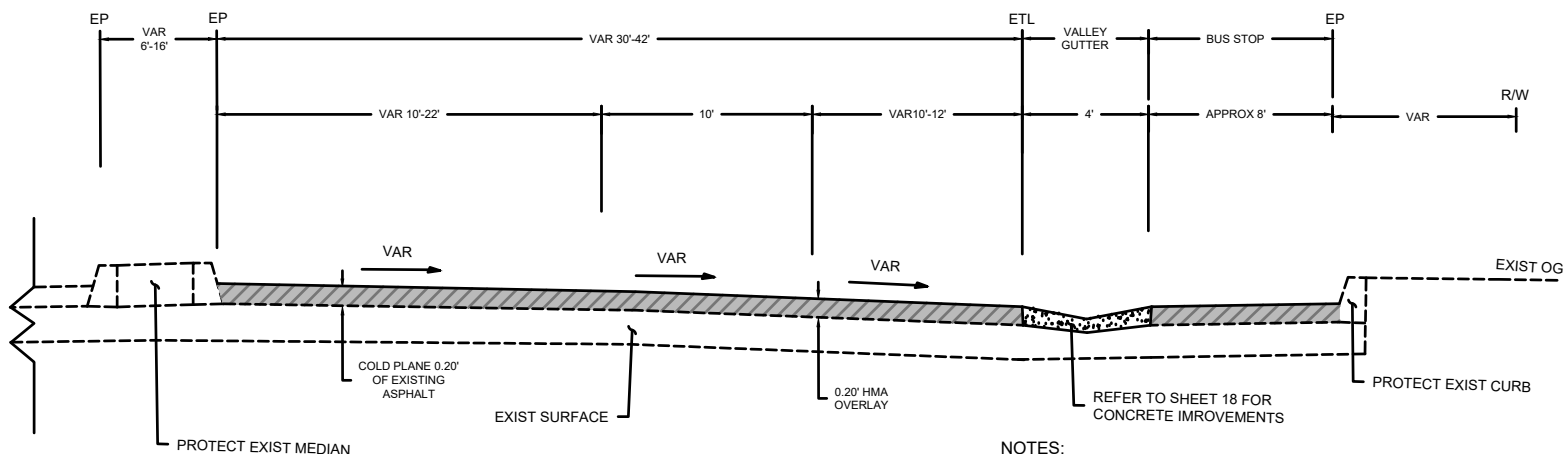 EP
EP
ETL
EP
VAR
6'-16'
VAR 30'-42'
VALLEY
GUTTER
BUS STOP
R/W
VAR 10'-22'
10'
VAR10'-12'
4'
APPROX 8'
VAR
VAR
VAR
VAR
EXIST OG
COLD PLANE 0.20'
OF EXISTING
ASPHALT
0.20' HMA
OVERLAY
EXIST SURFACE
REFER TO SHEET 18 FOR
CONCRETE IMROVEMENTS
PROTECT EXIST CURB
PROTECT EXIST MEDIAN
NOTES: